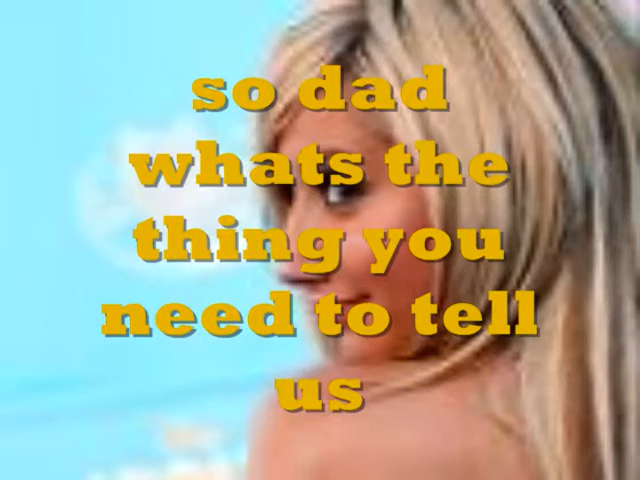 so dad
whats the
thing you
need to tell
us